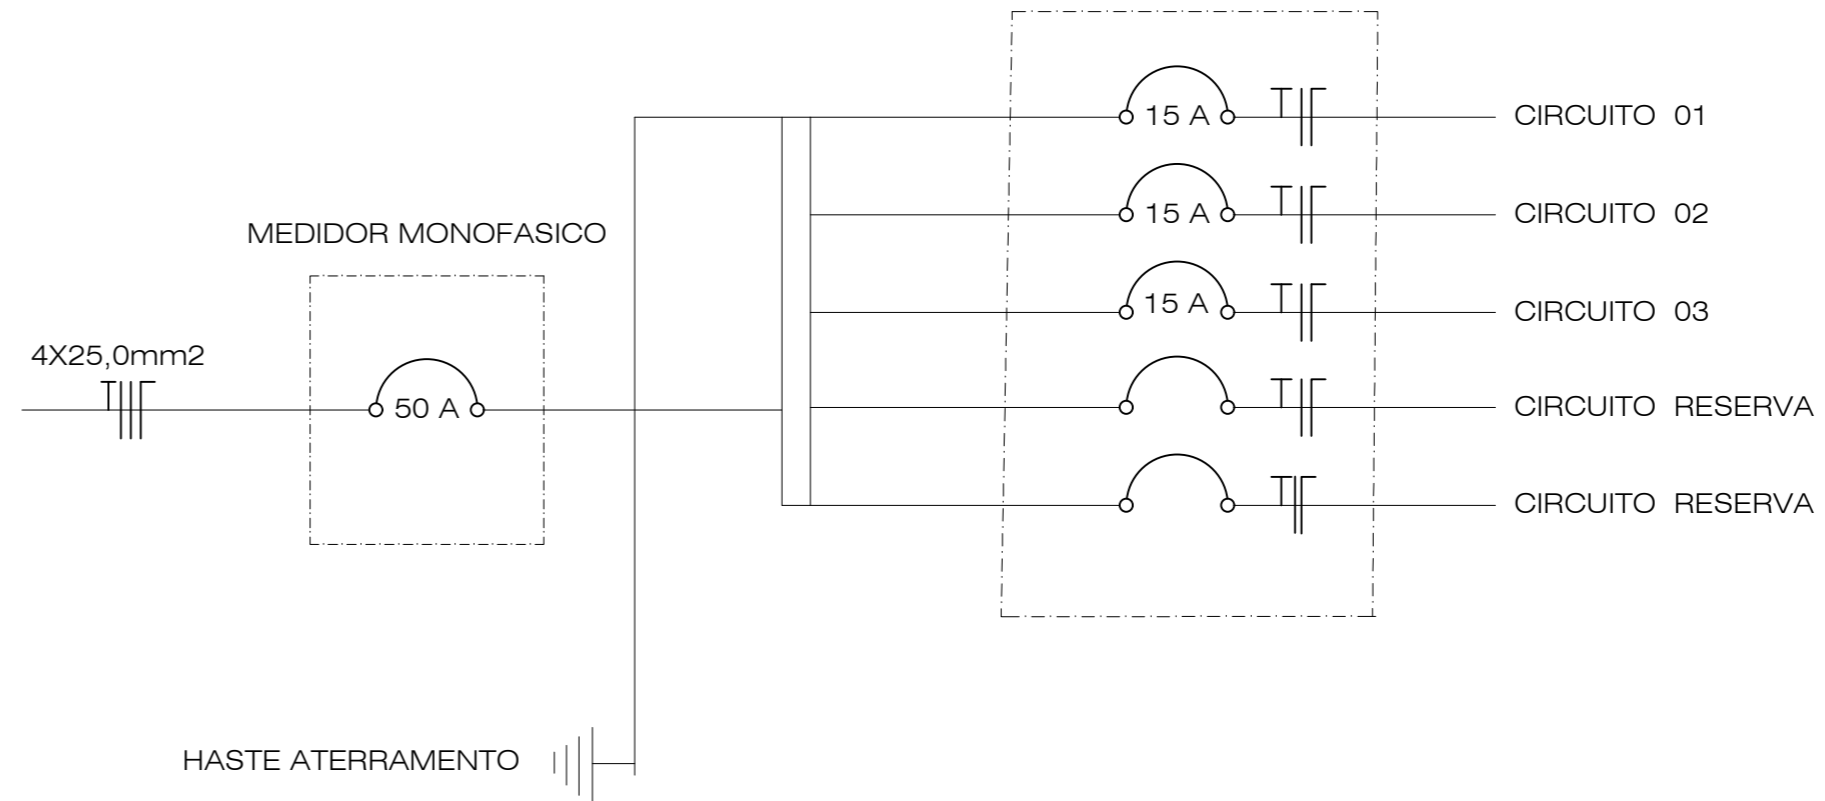 15 A CIRCUITO 01
15 A CIRCUITO 02
MEDIDOR MONOFASICO
15 A CIRCUITO 03
4X25,0mm2
50 A
CIRCUITO RESERVA
CIRCUITO RESERVA
HASTE ATERRAMENTO